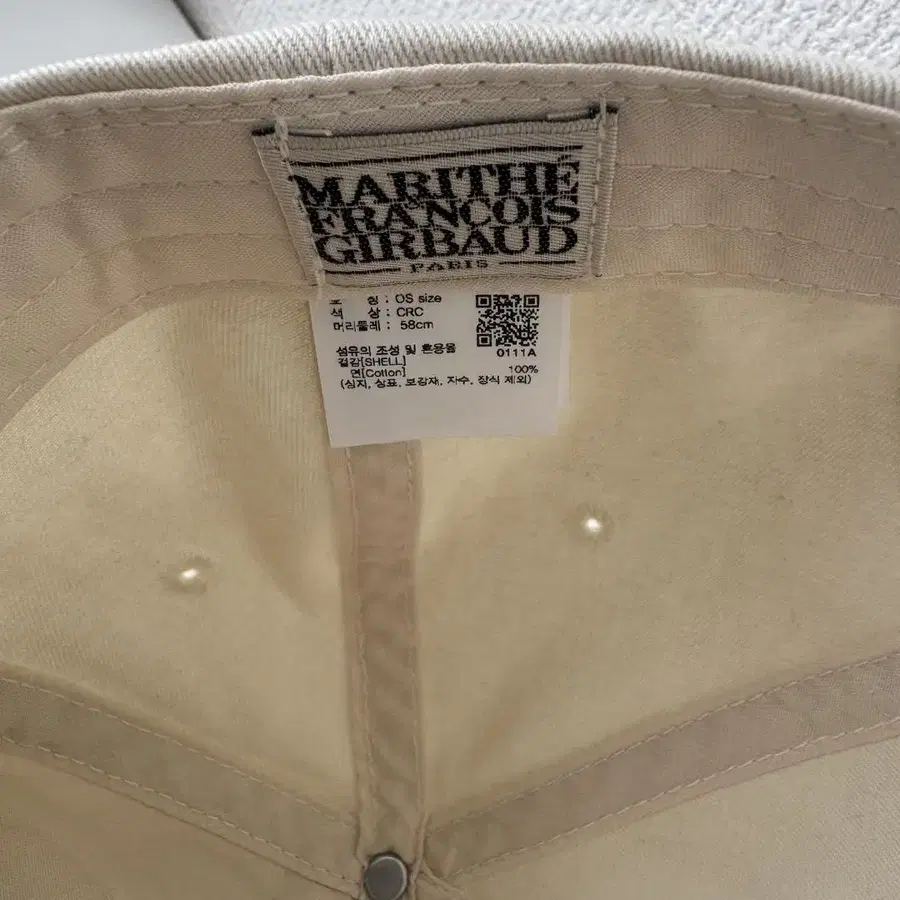 MARITHÉ
&
FRANCOIS
GIRBAUD
PARIS
호 칭 : OS size
색 상 : CRC
머리둘레 : 58cm
0111A
섬유의 조성 및 혼용율
겉감[SHELL]
면[Cotton] 100%
(심지, 상표, 보강재, 자수, 장식 제외)